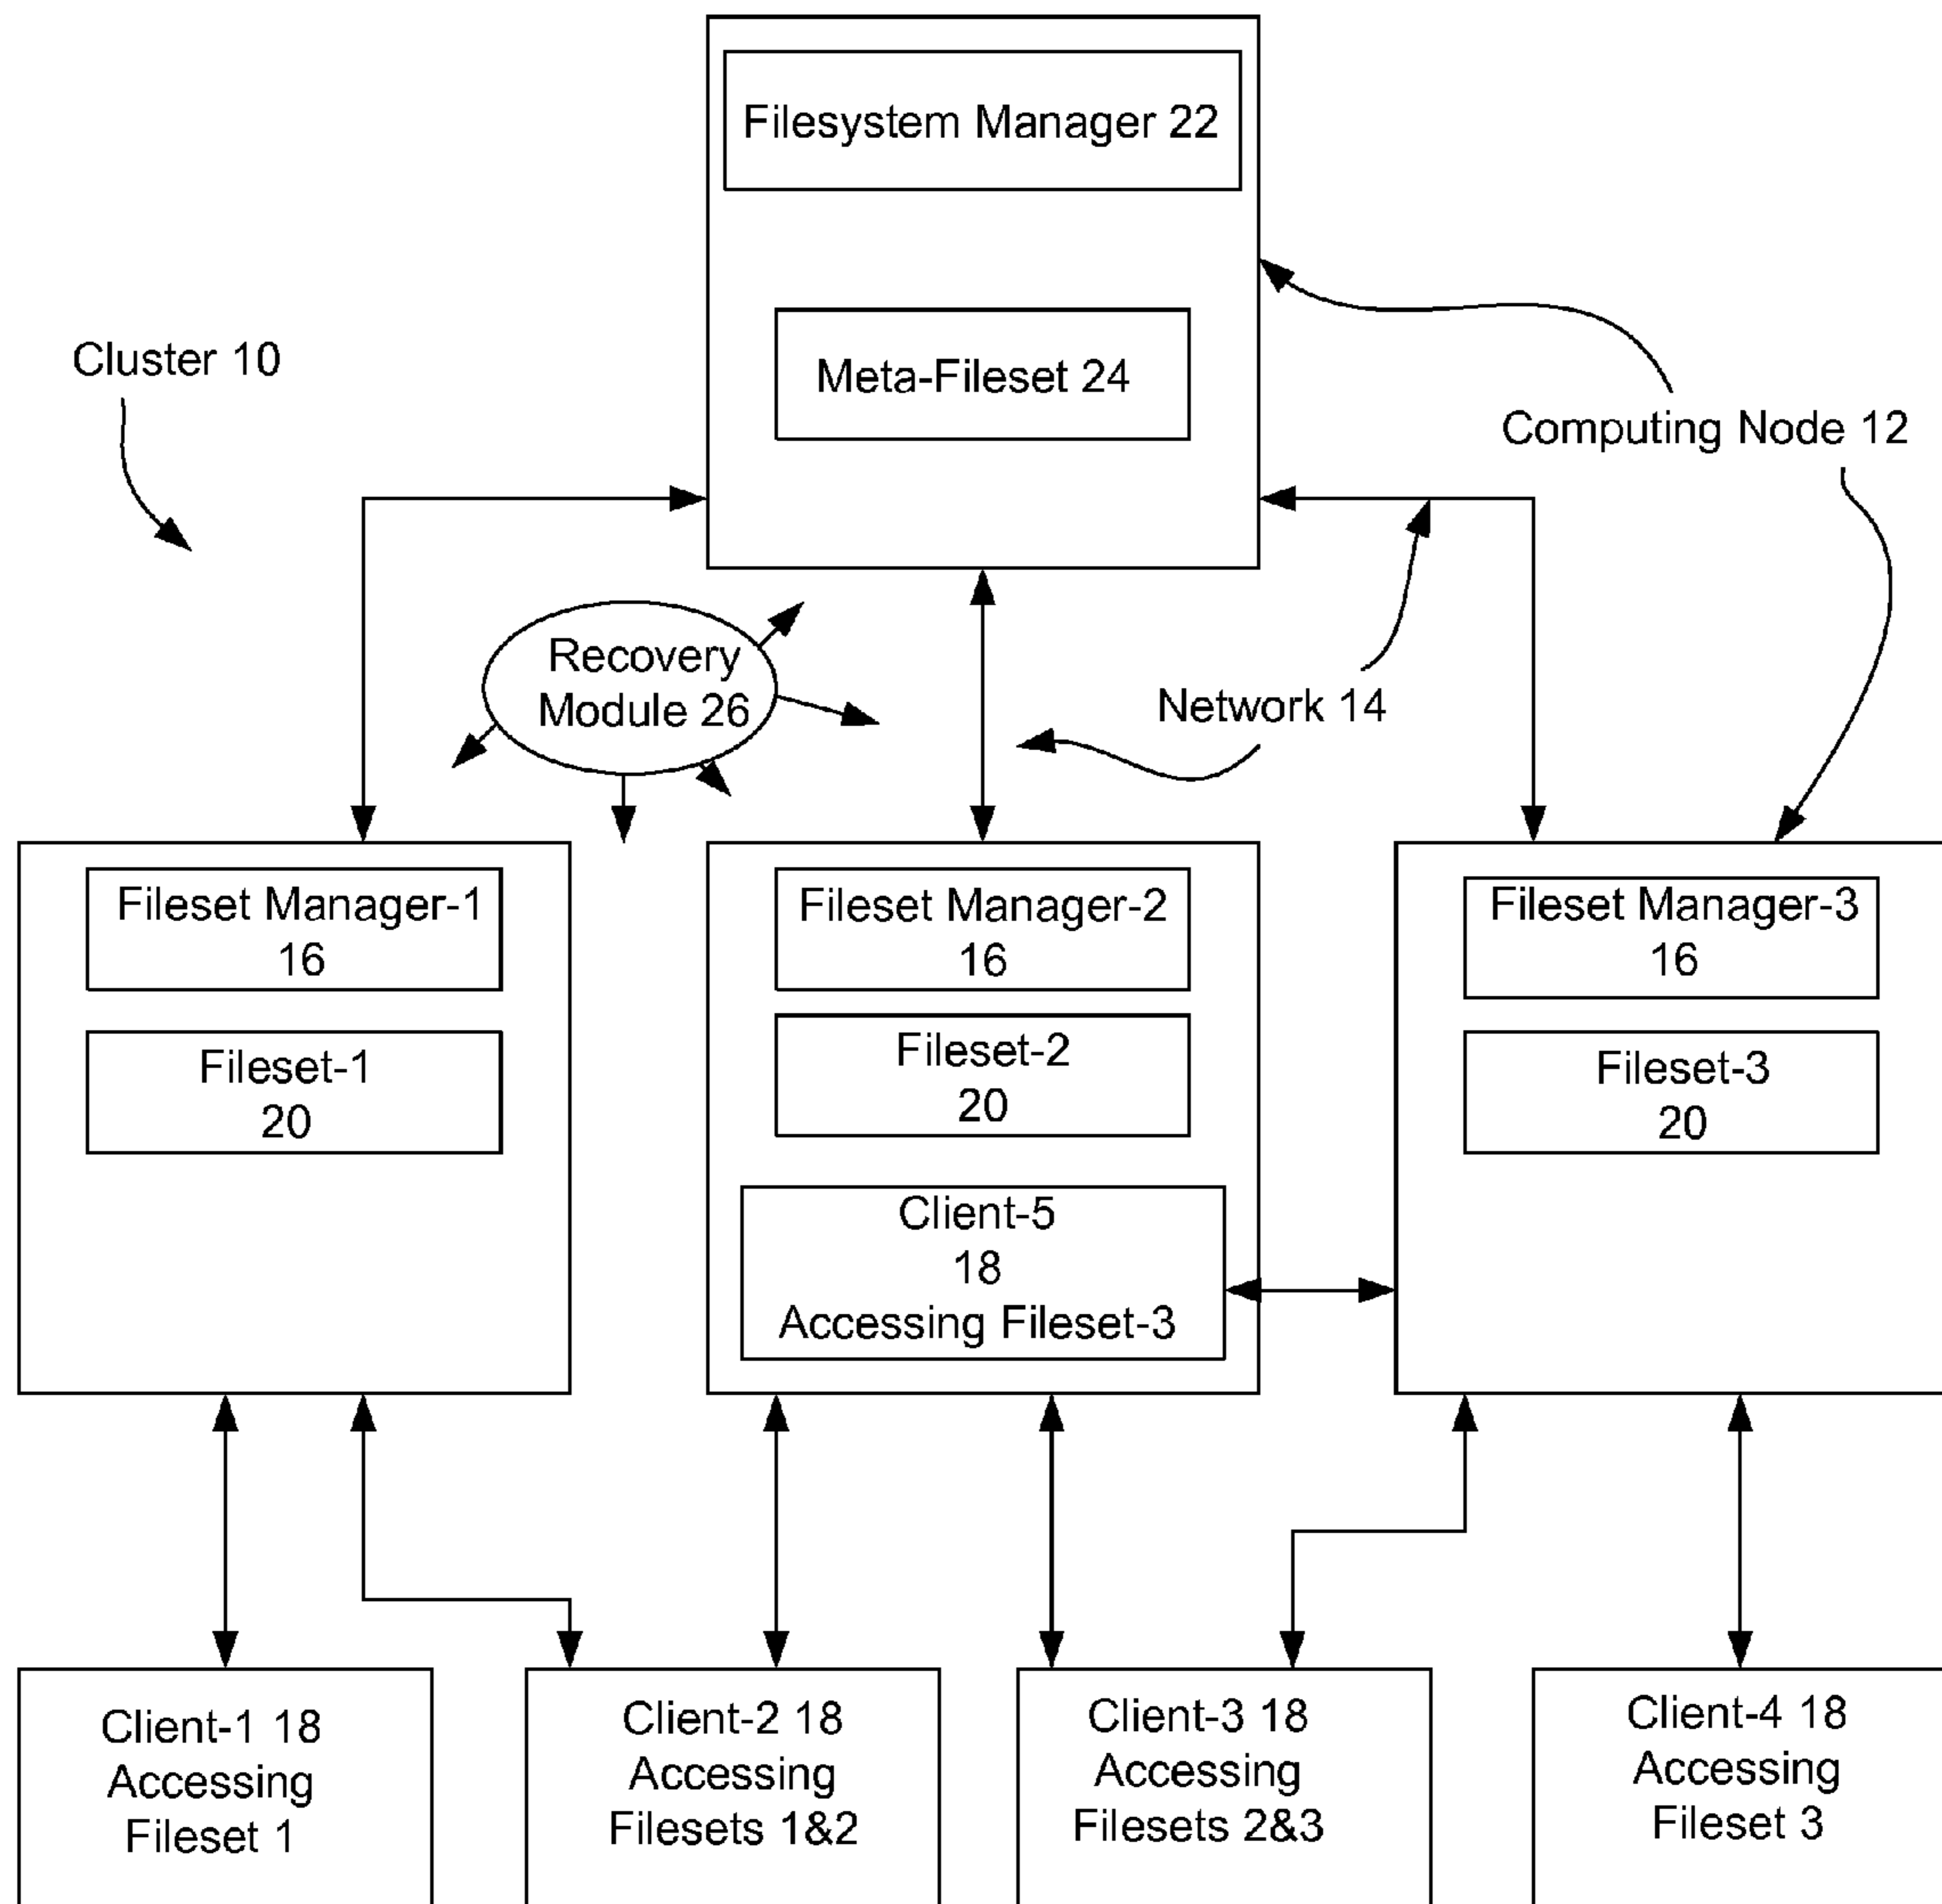 Filesystem Manager 22
Meta-Fileset 24
Cluster 10
Computing Node 12
Recovery
Module 26
Network 14
Fileset Manager-1
16
Fileset-1
20
Fileset Manager-2
16
Fileset-2
20
Client-5
18
Accessing Fileset-3
Fileset Manager-3
16
Fileset-3
20
Client-1 18
Accessing
Fileset 1
Client-2 18
Accessing
Filesets 1&2
Client-3 18
Accessing
Filesets 2&3
Client-4 18
Accessing
Fileset 3